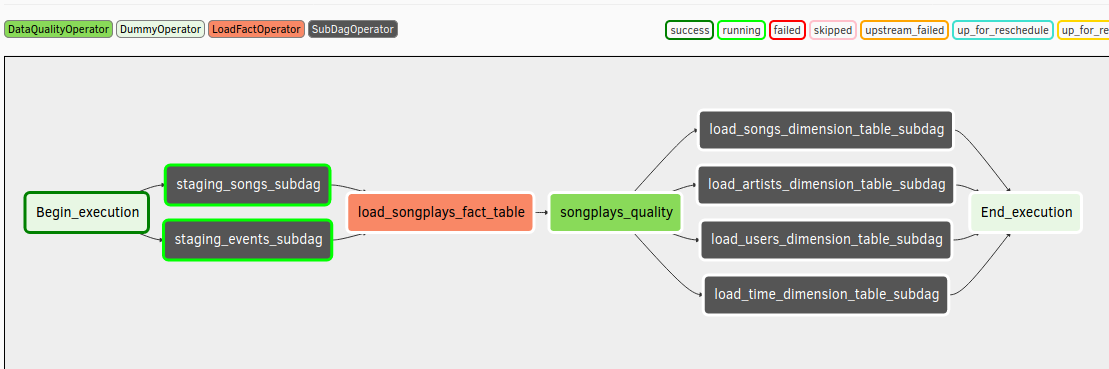 DataQualityOperator DummyOperator LoadFactOperator SubDagOperator
success running failed skipped upstream_failed up_for_reschedule up_for_re
load_songs_dimension_table_subdag
staging_songs_subdag
load_artists_dimension_table_subdag
Begin_execution
load_songplays_fact_table
songplays_quality
End_execution
staging_events_subdag
load_users_dimension_table_subdag
load_time_dimension_table_subdag